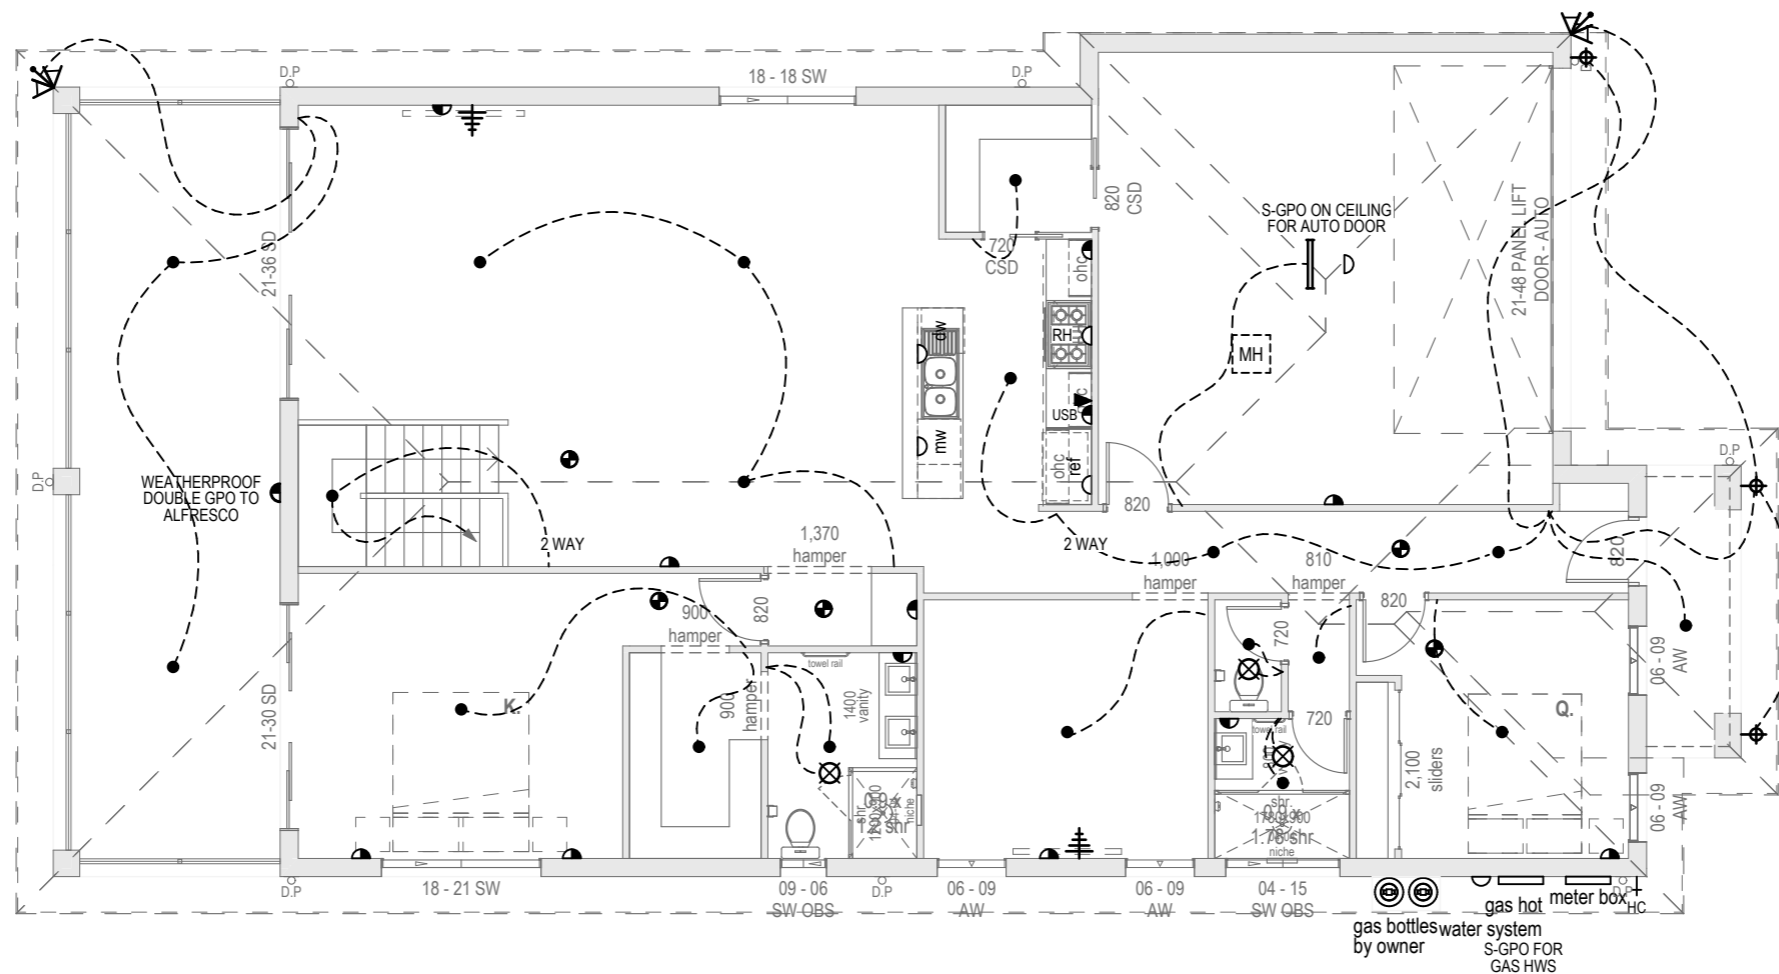 D.P
18 - 18 SW
D.P
820
CSD
S-GPO ON CEILING
FOR AUTO DOOR
21-48 PANEL LIFT
DOOR - AUTO
21-36 SD
720
CSD
ohc
dw
RH
MH
USB
mw
ohc
ref
D.P
WEATHERPROOF
DOUBLE GPO TO
ALFRESCO
D.P
820
2 WAY
1,370
hamper
2 WAY
1,000
hamper
810
hamper
820
820
900
hamper
820
720
towel rail
1400
vanity
K.
900
hamper
21-30 SD
720
towel rail
Q.
06 - 09
AW
2,100
sliders
shr
niche
shr
1.78 shr
niche
06 - 09
AW
D.P
18 - 21 SW
09 - 06
SW OBS
D.P
06 - 09
AW
06 - 09
AW
04 - 15
SW OBS
gas bottles
by owner
gas hot
water system
S-GPO FOR
GAS HWS
meter box
D.P
HC